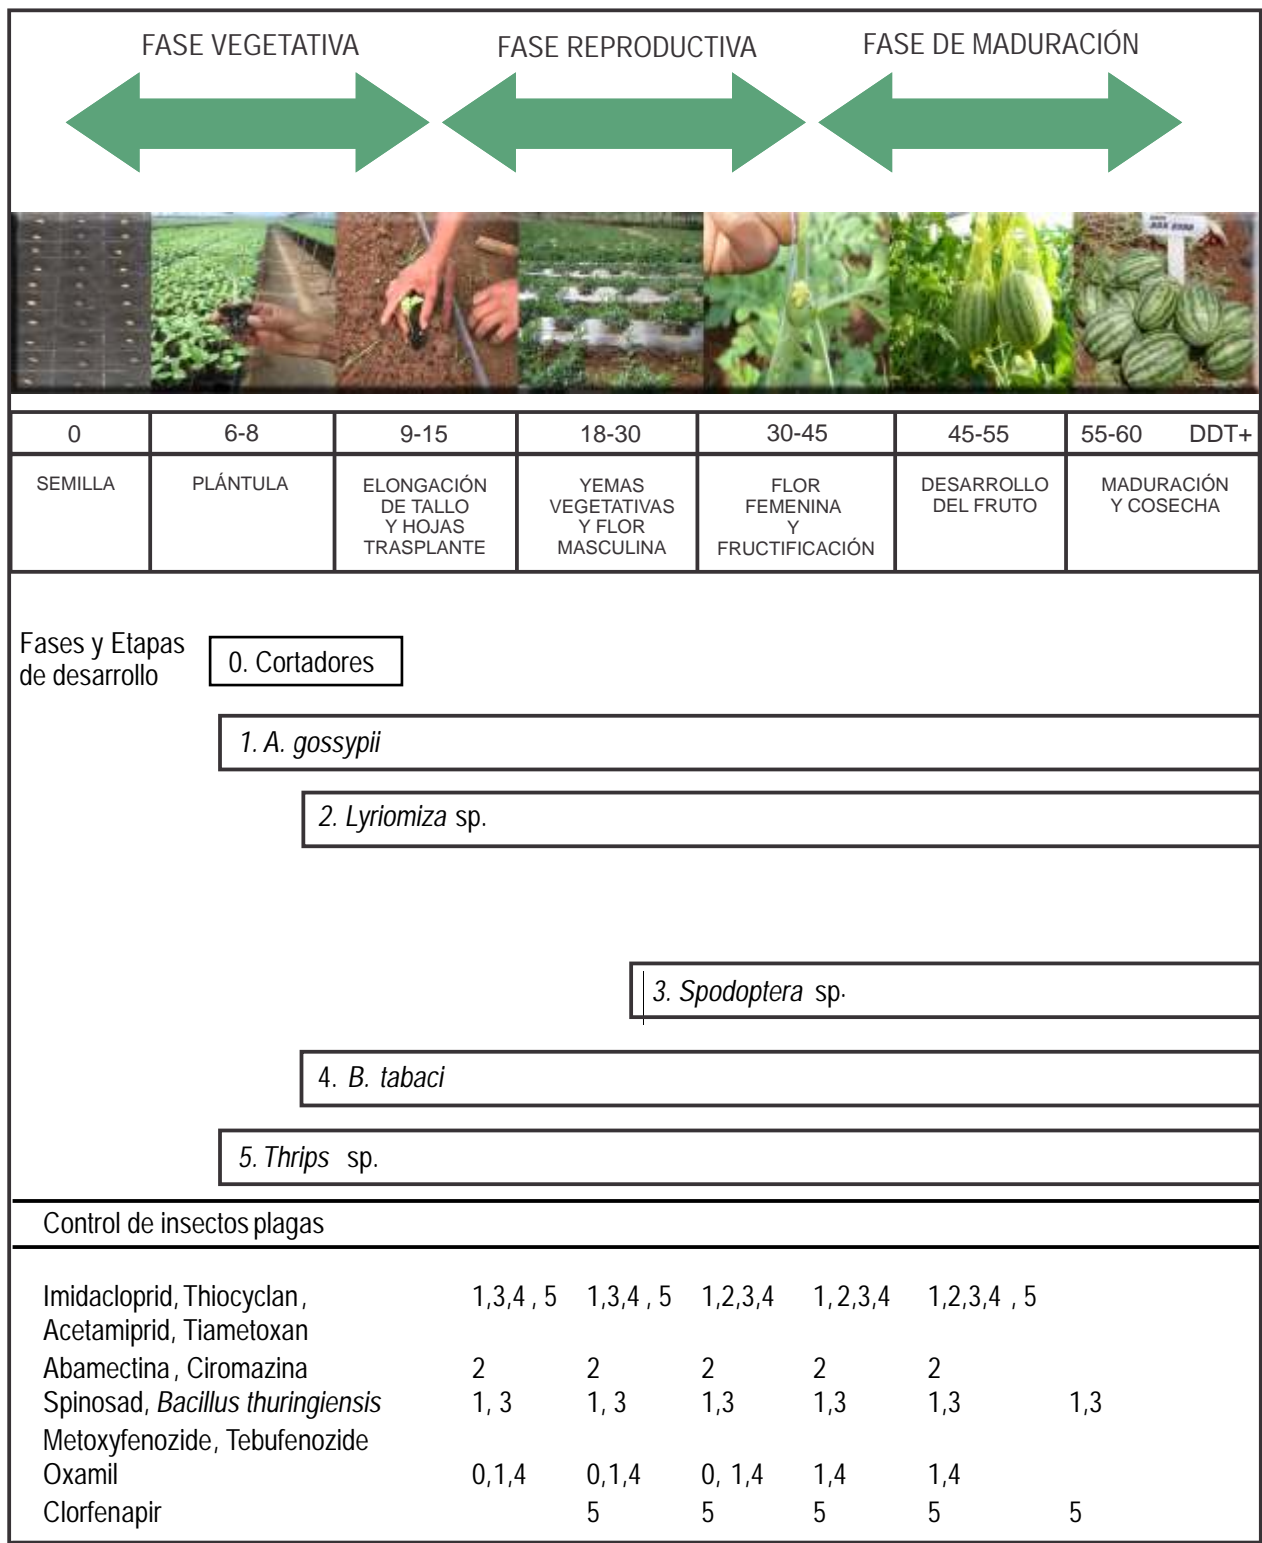 FASE VEGETATIVA FASE REPRODUCTIVA FASE DE MADURACIÓN
0 6-8 9-15 18-30 30-45 45-55 55-60 DDT+
SEMILLA
PLÁNTULA
ELONGACIÓN
DE TALLO
Y HOJAS
TRASPLANTE
YEMAS
VEGETATIVAS
Y FLOR
MASCULINA
FLOR
FEMENINA
Y
FRUCTIFICACIÓN
DESARROLLO
DEL FRUTO
MADURACIÓN
Y COSECHA
Fases y Etapas
de desarrollo
0. Cortadores
1. A. gossypii
2. Lyriomiza sp.
3. Spodoptera sp.
4. B. tabaci
5. Thrips sp.
Control de insectos plagas
Imidacloprid, Thiocyclan, 1,3,4 , 5 1,3,4 , 5 1,2,3,4 1, 2,3,4 1,2,3,4 , 5
Acetamiprid, Tiametoxan
Abamectina, Ciromazina 2 2 2 2 2
Spinosad, Bacillus thuringiensis 1, 3 1, 3 1,3 1,3 1,3 1,3
Metoxyfenozide, Tebufenozide
Oxamil 0,1,4 0,1,4 0, 1,4 1,4 1,4
Clorfenapir 5 5 5 5 5